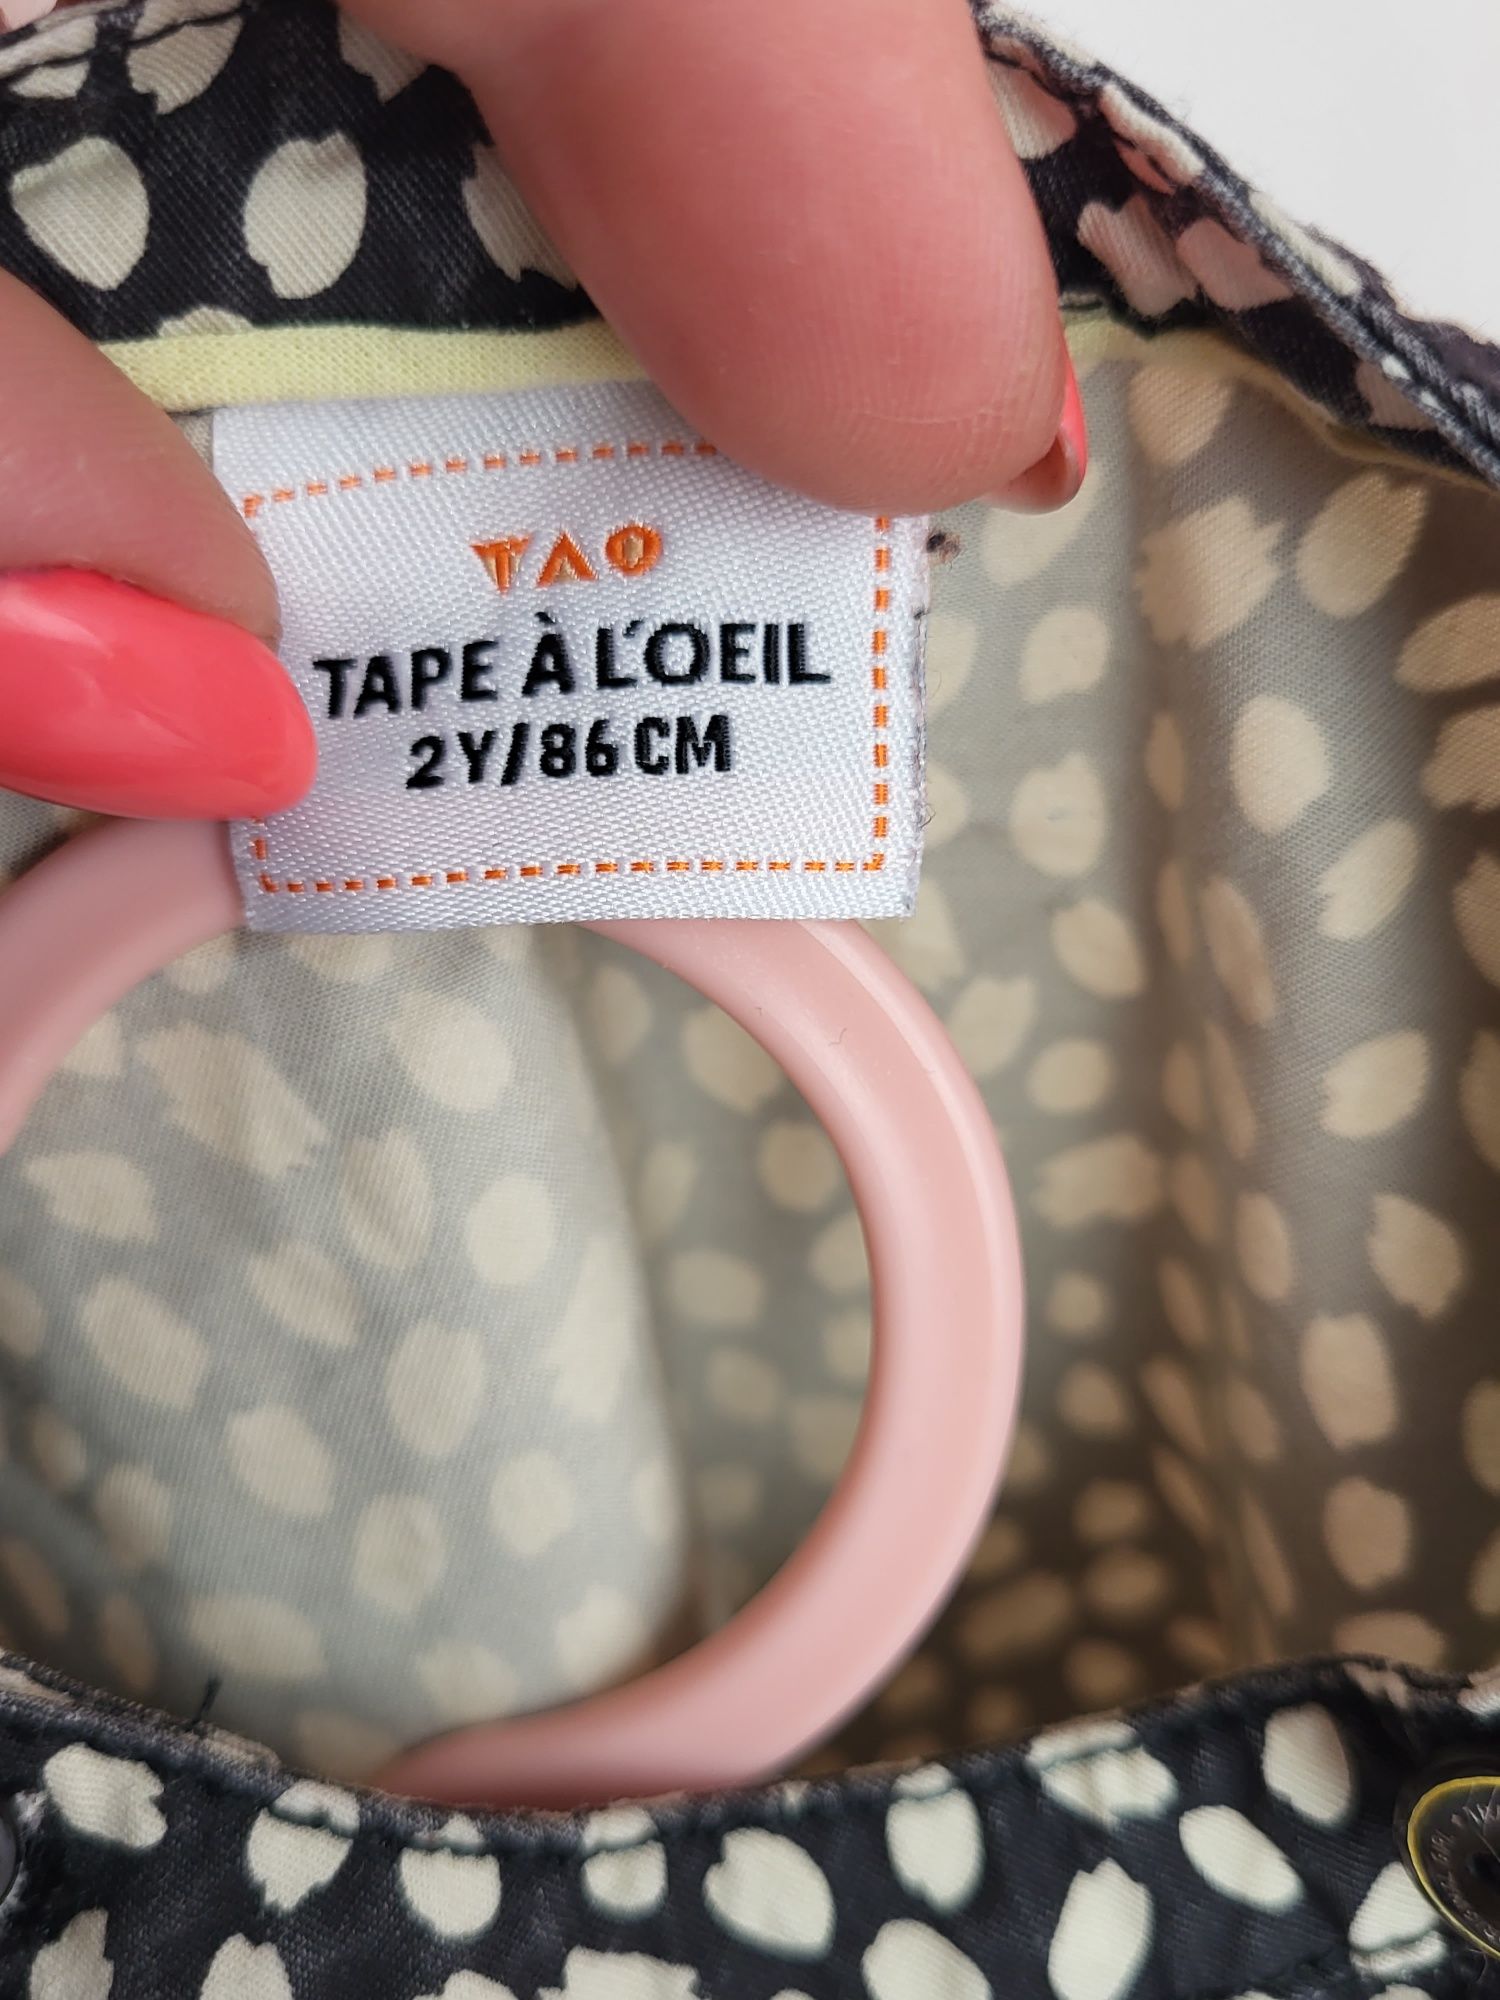 TAO
TAPE À L'OEIL
2Y/86 CM